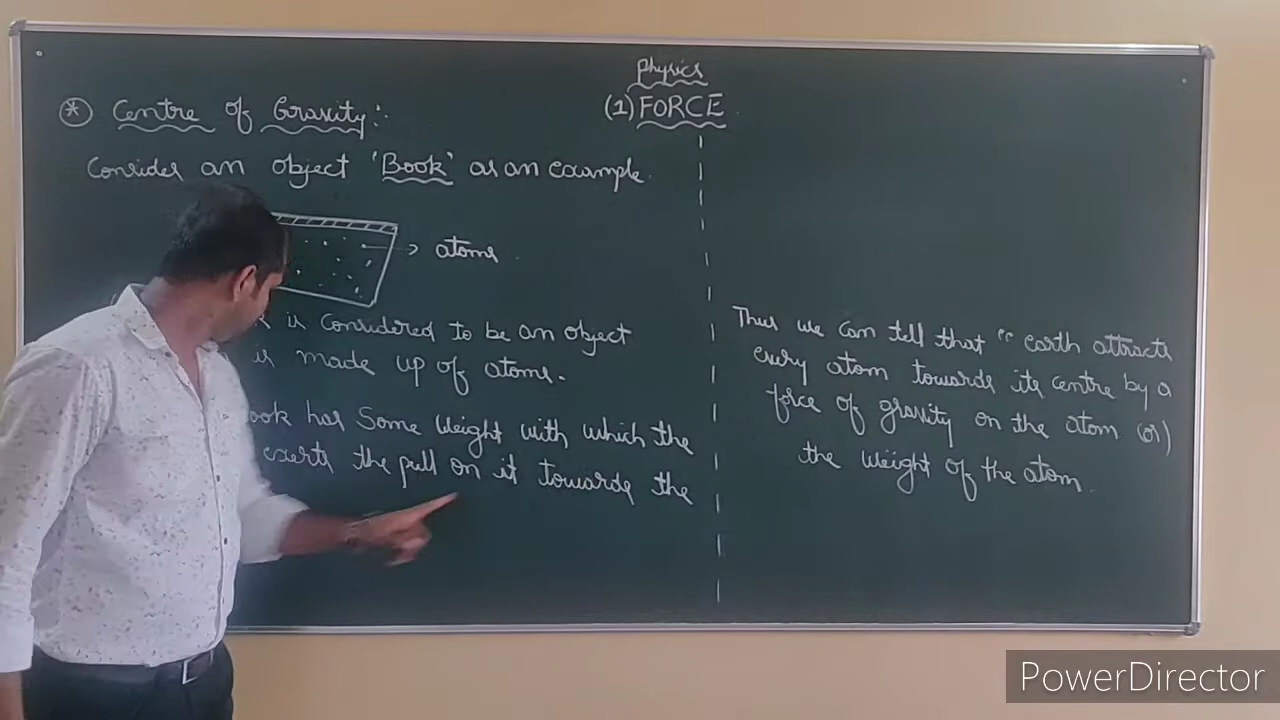 Physics
(1) FORCE
* Centre of Gravity:
Consider an object 'Book' as an example.
atoms
is considered to be an object
is made up of atoms.
has Some Weight with which the
exerts the pull on it towards the
Thus we can tell that "earth attracts
every atom towards its centre by a
force of gravity on the atom (or)
the Weight of the atom.
PowerDirector